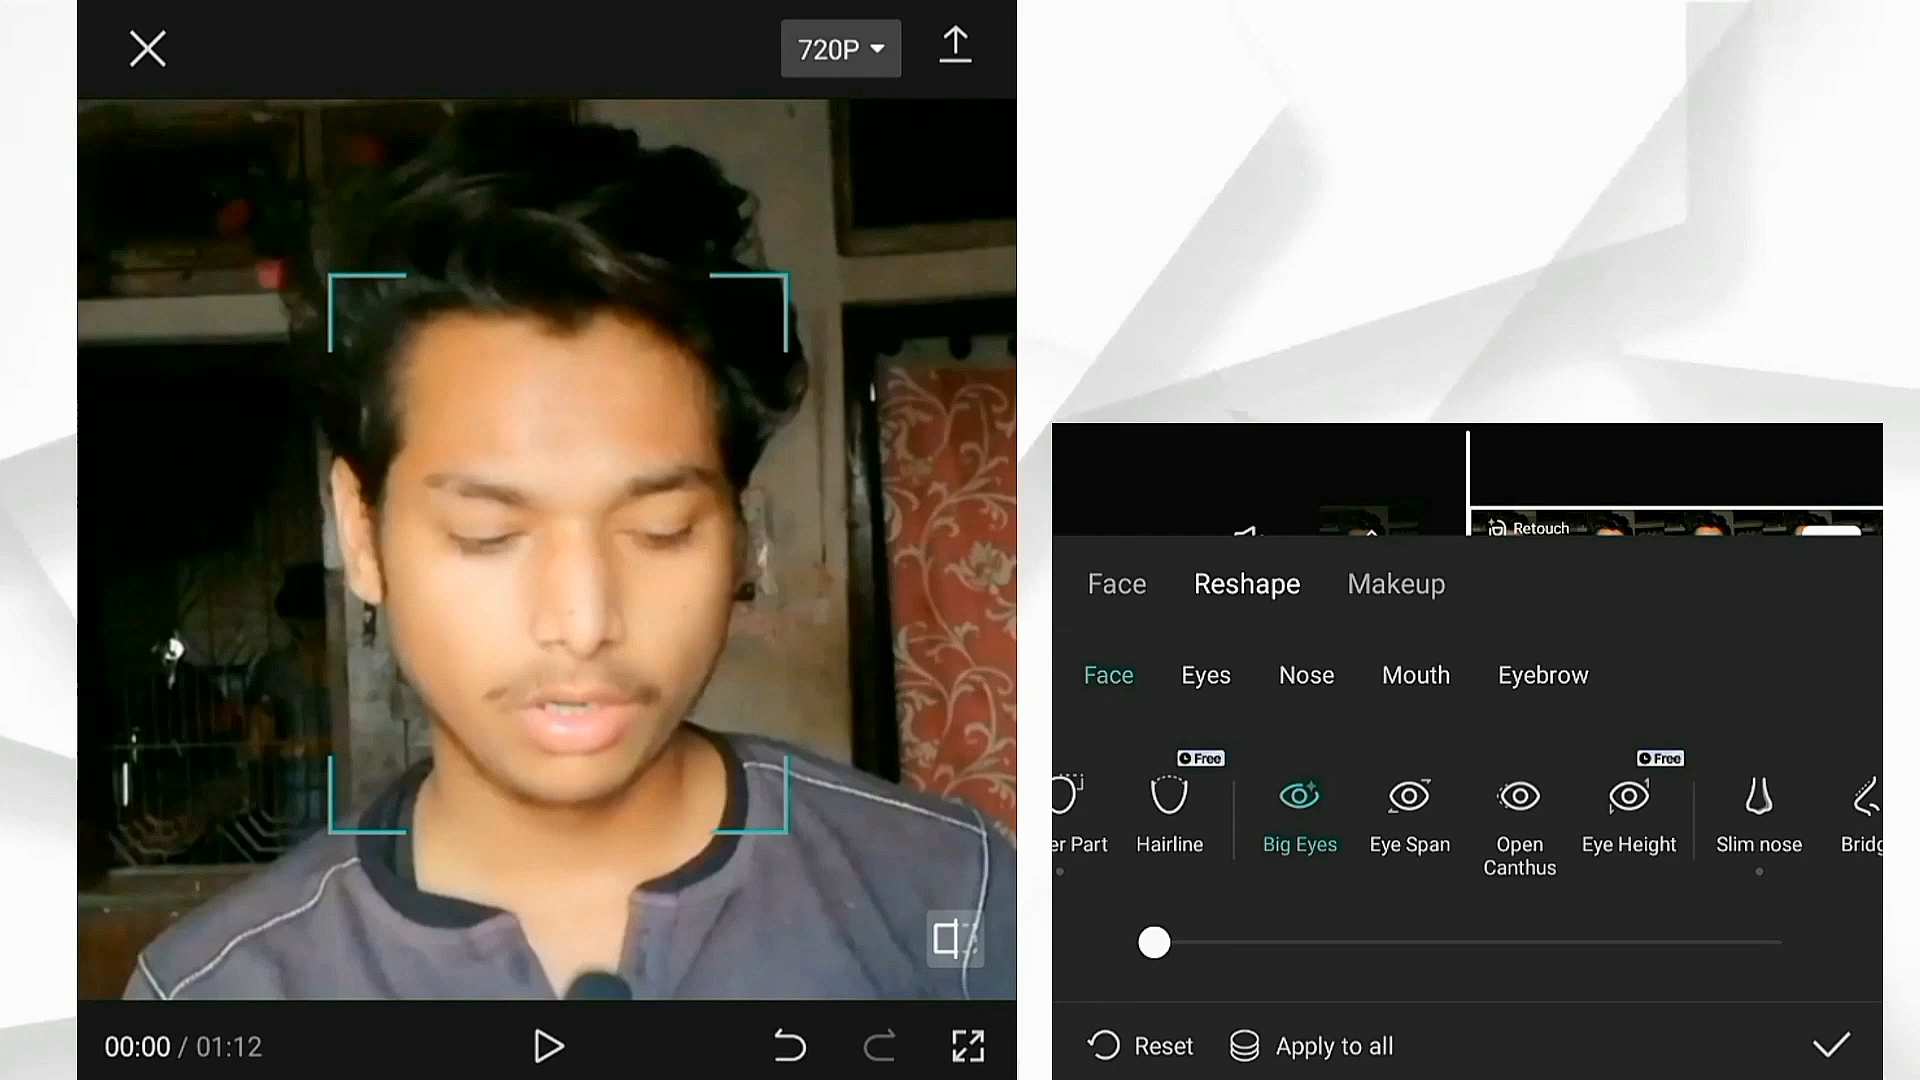 720P
Retouch
Face Reshape Makeup
Face Eyes Nose Mouth Eyebrow
Free Free
er Part Hairline Big Eyes Eye Span Open Canthus Eye Height Slim nose Bridg
00:00 / 01:12
Reset Apply to all